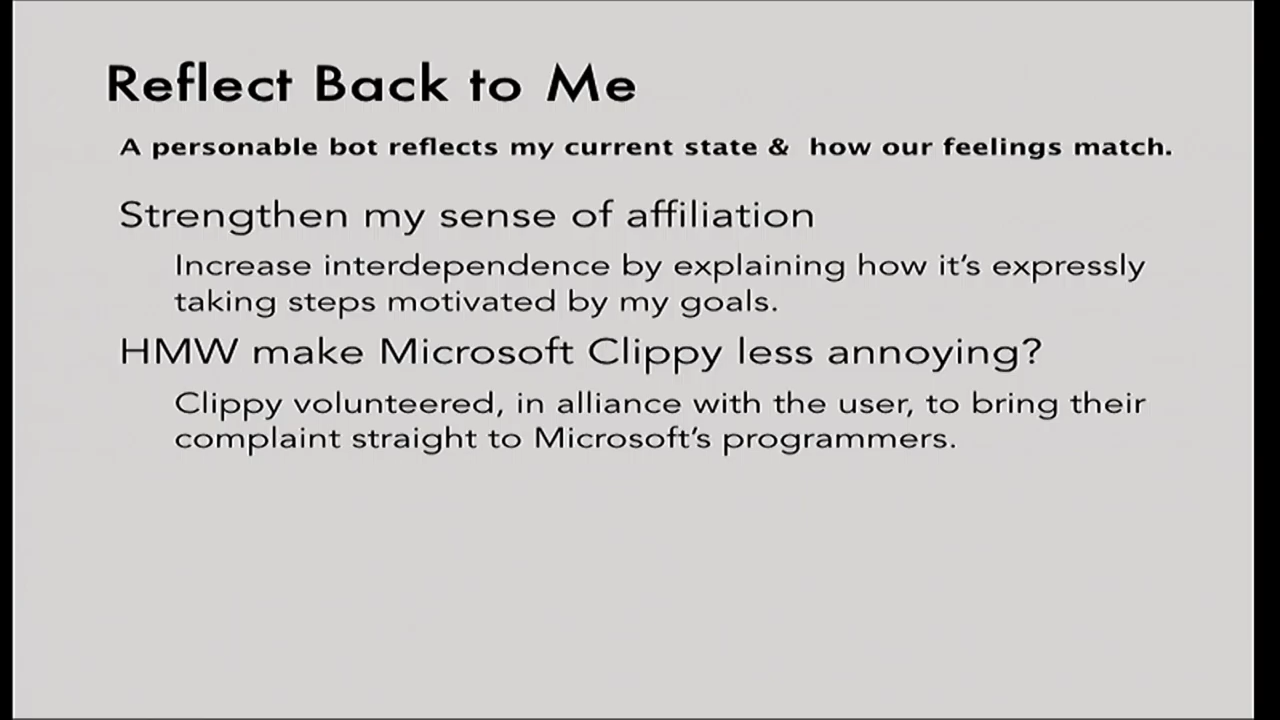 Reflect Back to Me
A personable bot reflects my current state &  how our feelings match.
Strengthen my sense of affiliation
Increase interdependence by explaining how it’s expressly
taking steps motivated by my goals.
HMW make Microsoft Clippy less annoying?
Clippy volunteered, in alliance with the user, to bring their
complaint straight to Microsoft’s programmers.